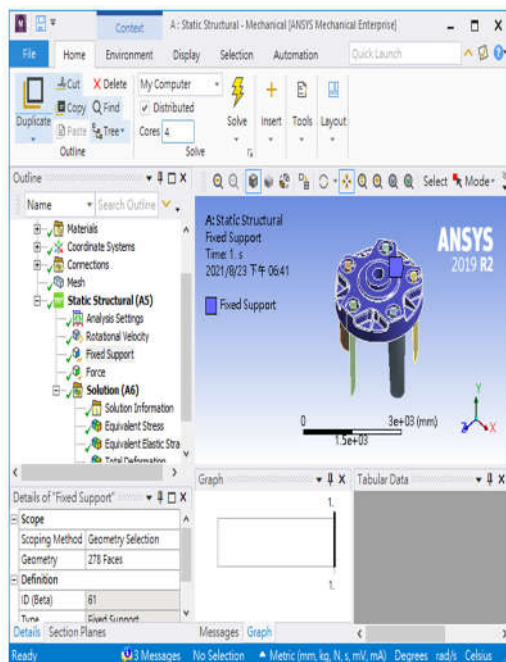 Context
A : Static Structural - Mechanical [ANSYS Mechanical Enterprise]
File Home Environment Display Selection Automation Quick Launch
Duplicate
Cut
Copy
Paste
Delete
Find
Tree
Outline
My Computer
Distributed
Cores 4
Solve
Solve
Insert
Tools
Layout
Outline
Name Search Outline
Select Mode
Materials
Coordinate Systems
Connections
Mesh
Static Structural (A5)
Analysis Settings
Rotational Velocity
Fixed Support
Force
Solution (A6)
Solution Information
Equivalent Stress
Equivalent Elastic Stra
Total Deformation
A: Static Structural
Fixed Support
Time: 1. s
2021/8/23 下午 06:41
Fixed Support
ANSYS
2019 R2
0 3e+03 (mm)
1.5e+03
Y
Z X
Details of "Fixed Support"
Scope
Scoping Method Geometry Selection
Geometry 278 Faces
Definition
ID (Beta) 61
Type Fixed Support
Details Section Planes
Graph
1.
1.
Messages Graph
Tabular Data
Ready 3 Messages No Selection Metric (mm, kg, N, s, mV, mA) Degrees rad/s Celsius